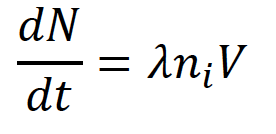 dN/dt = λn_iV